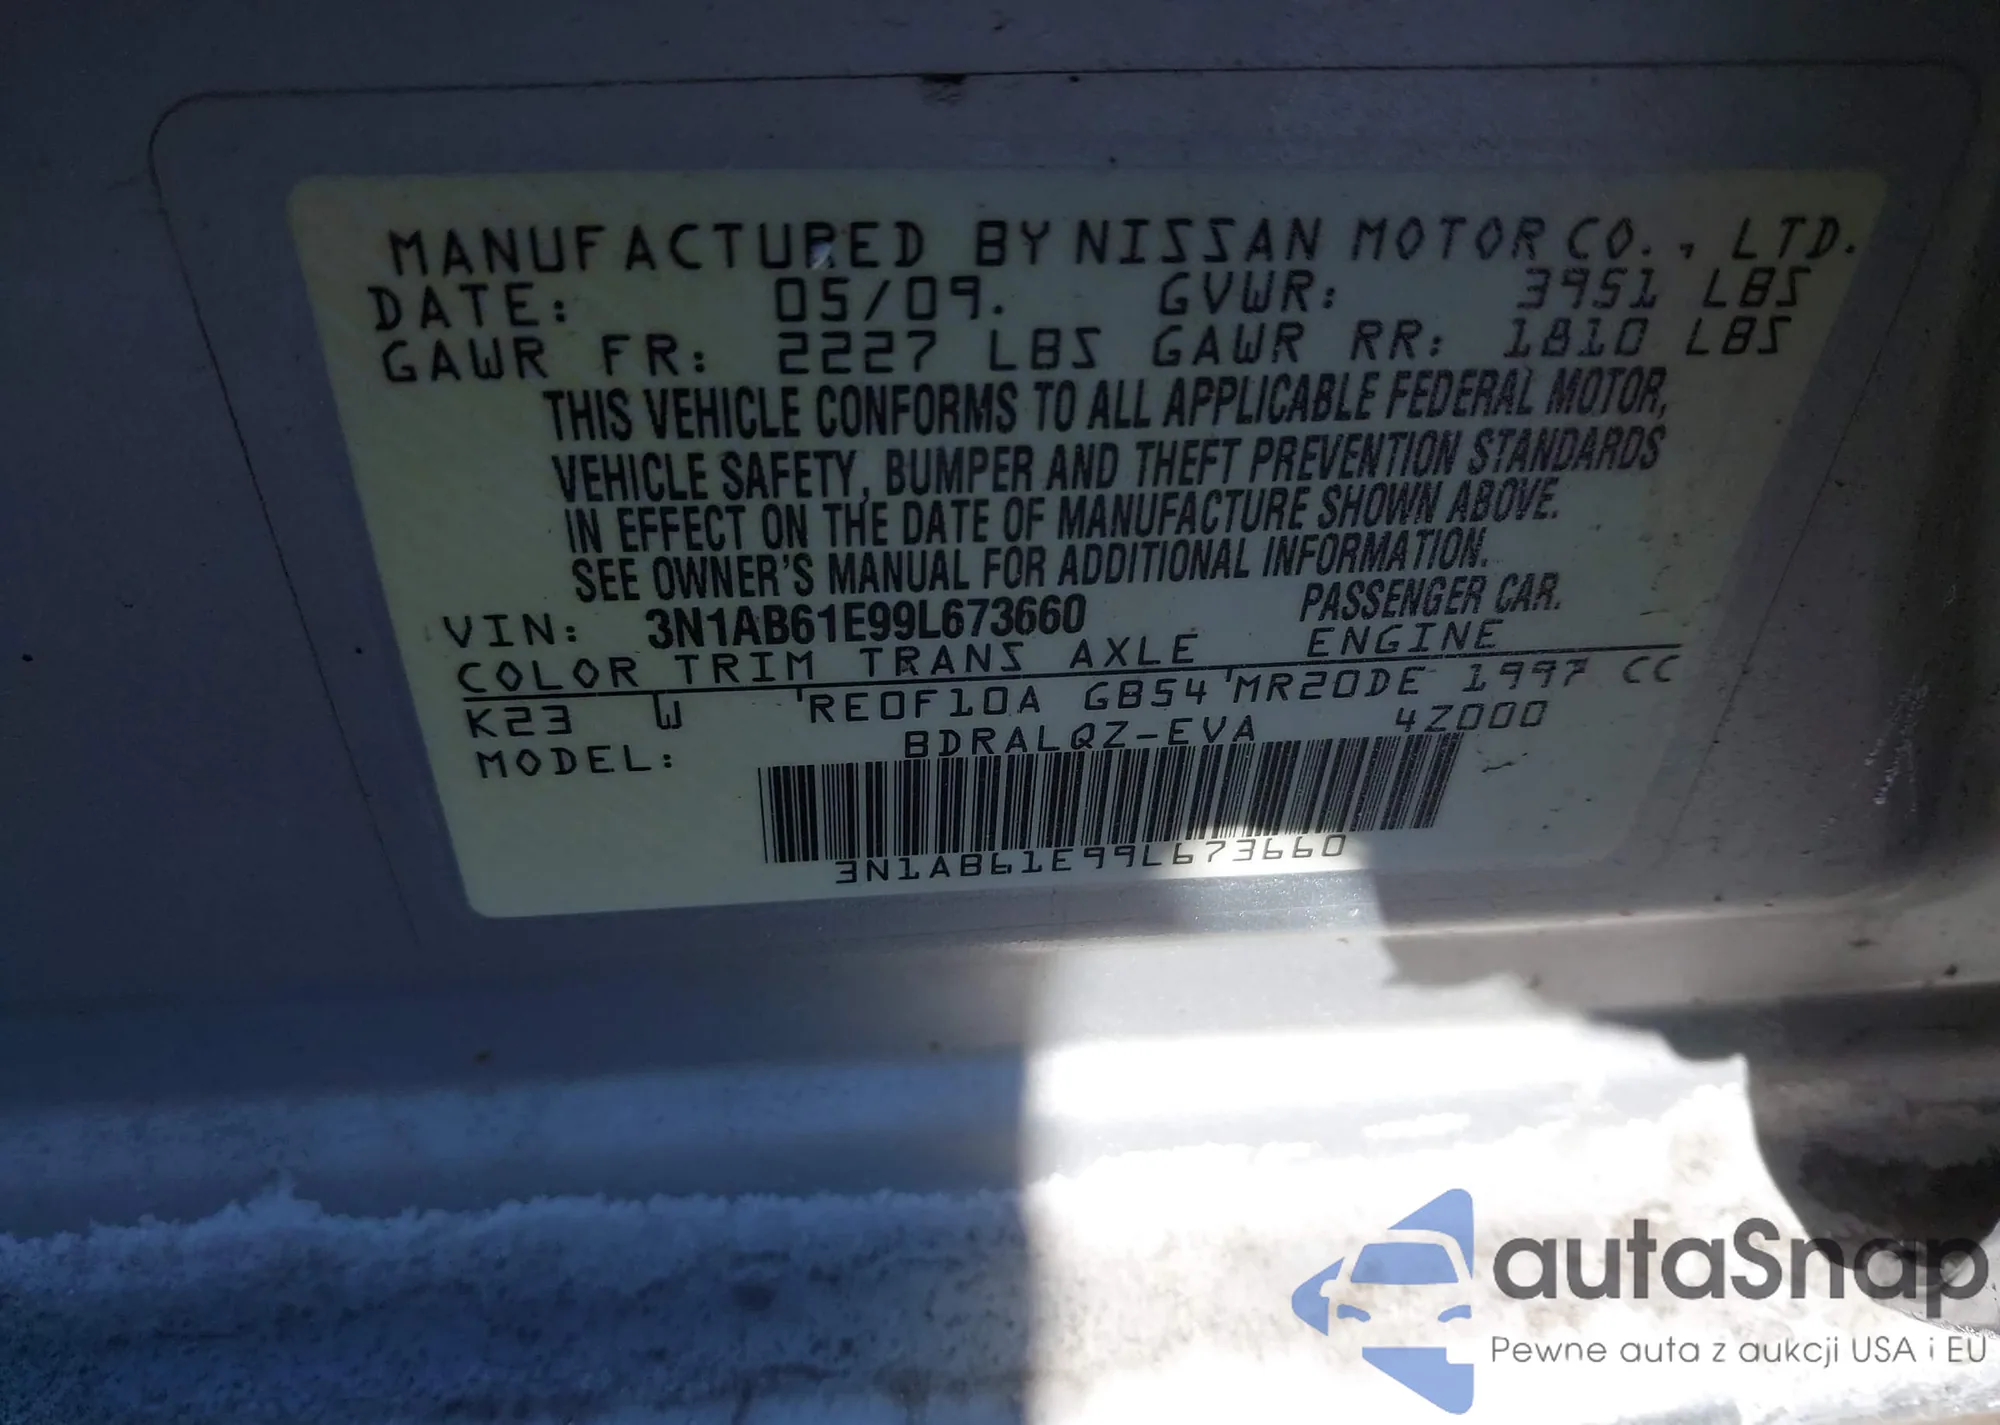 MANUFACTURED BY NISSAN MOTOR CO., LTD.
DATE: 05/09. GVWR: 3951 LBS
GAWR FR: 2227 LBS GAWR RR: 1810 LBS
THIS VEHICLE CONFORMS TO ALL APPLICABLE FEDERAL MOTOR,
VEHICLE SAFETY, BUMPER AND THEFT PREVENTION STANDARDS
IN EFFECT ON THE DATE OF MANUFACTURE SHOWN ABOVE.
SEE OWNER'S MANUAL FOR ADDITIONAL INFORMATION.
VIN: 3N1AB61E99L673660 PASSENGER CAR.
COLOR TRIM TRANS AXLE ENGINE
K23 W RE0F10A GB54 MR20DE 1997 CC
MODEL: BDRALQZ-EVA 4Z000
3N1AB61E99L673660
autaSnap
Pewne auta z aukcji USA i EU